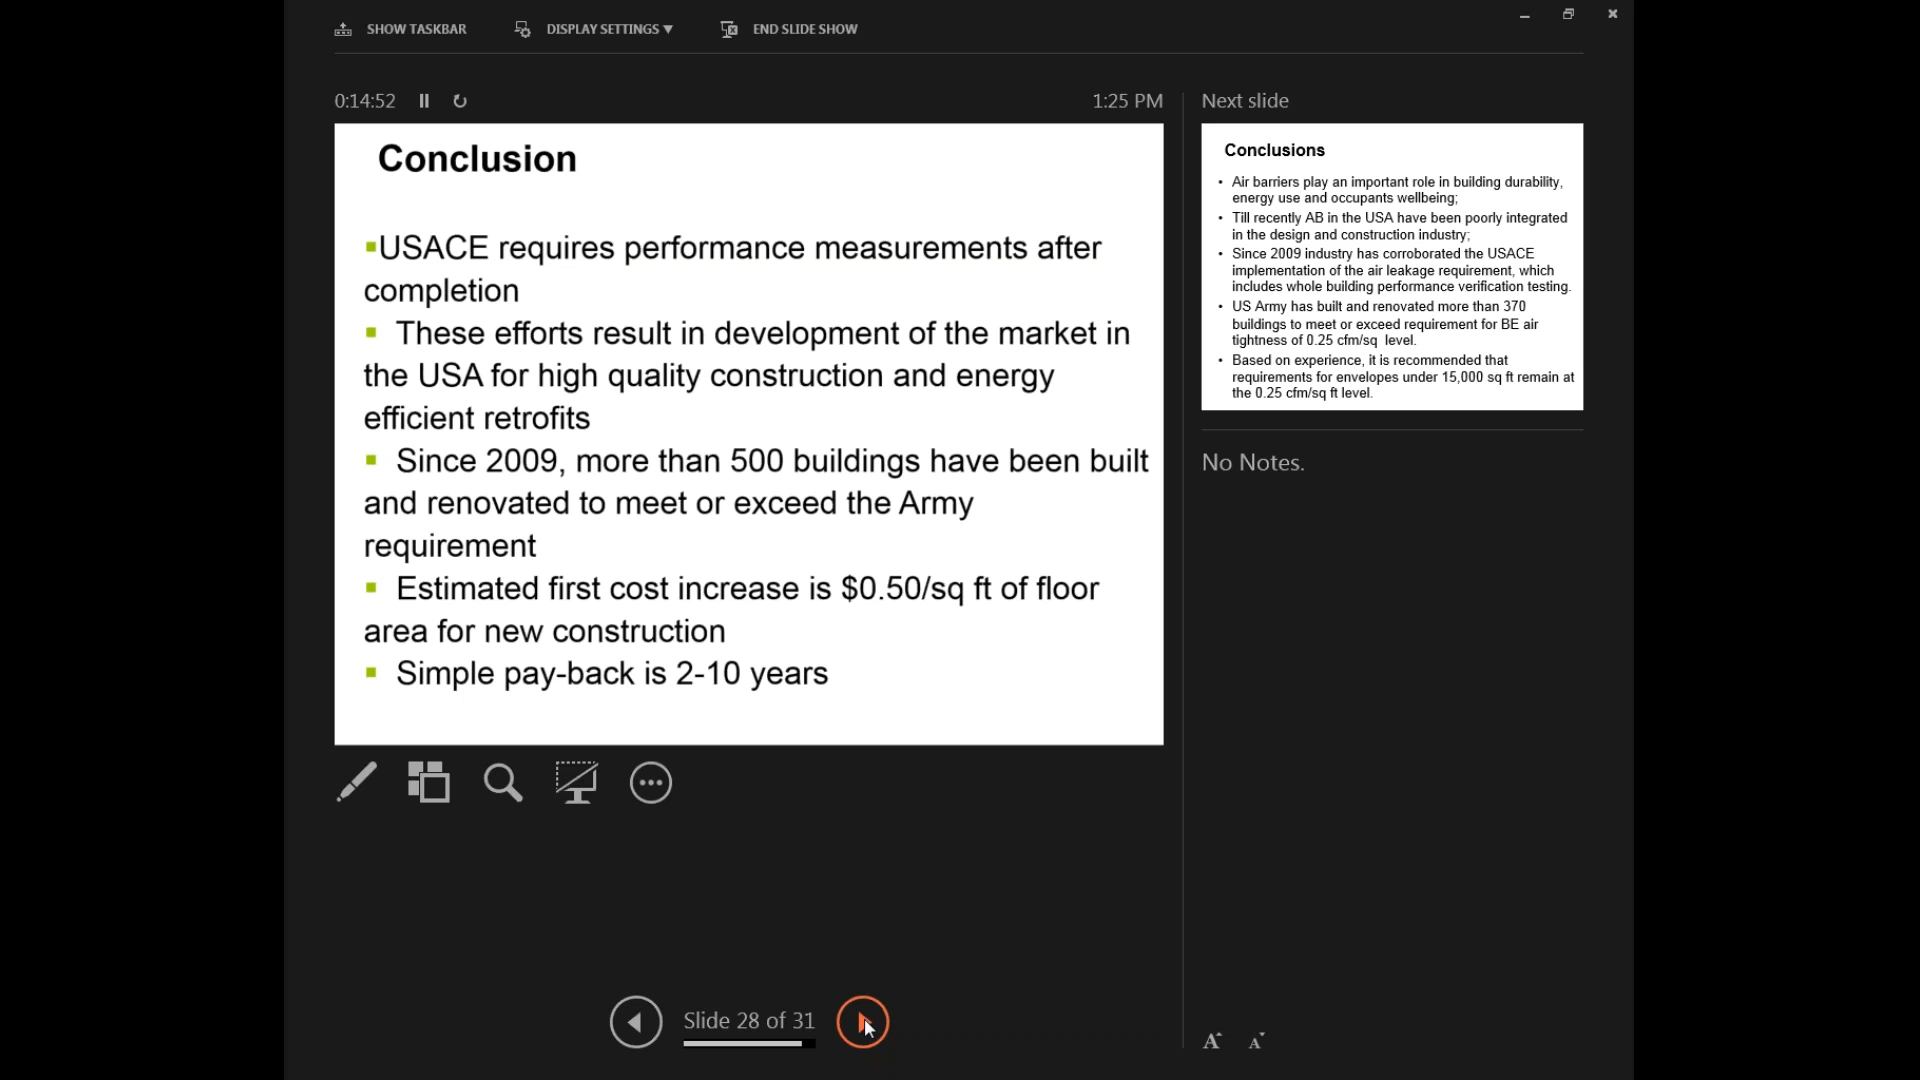 SHOW TASKBAR
DISPLAY SETTINGS ▼
END SLIDE SHOW
0:14:52
1:25 PM
Next slide
Conclusion
▪USACE requires performance measurements after
completion
▪ These efforts result in development of the market in
the USA for high quality construction and energy
efficient retrofits
▪ Since 2009, more than 500 buildings have been built
and renovated to meet or exceed the Army
requirement
▪ Estimated first cost increase is $0.50/sq ft of floor
area for new construction
▪ Simple pay-back is 2-10 years
Conclusions
• Air barriers play an important role in building durability,
energy use and occupants wellbeing;
• Till recently AB in the USA have been poorly integrated
in the design and construction industry;
• Since 2009 industry has corroborated the USACE
implementation of the air leakage requirement, which
includes whole building performance verification testing.
• US Army has built and renovated more than 370
buildings to meet or exceed requirement for BE air
tightness of 0.25 cfm/sq level.
• Based on experience, it is recommended that
requirements for envelopes under 15,000 sq ft remain at
the 0.25 cfm/sq ft level.
No Notes.
Slide 28 of 31
A A